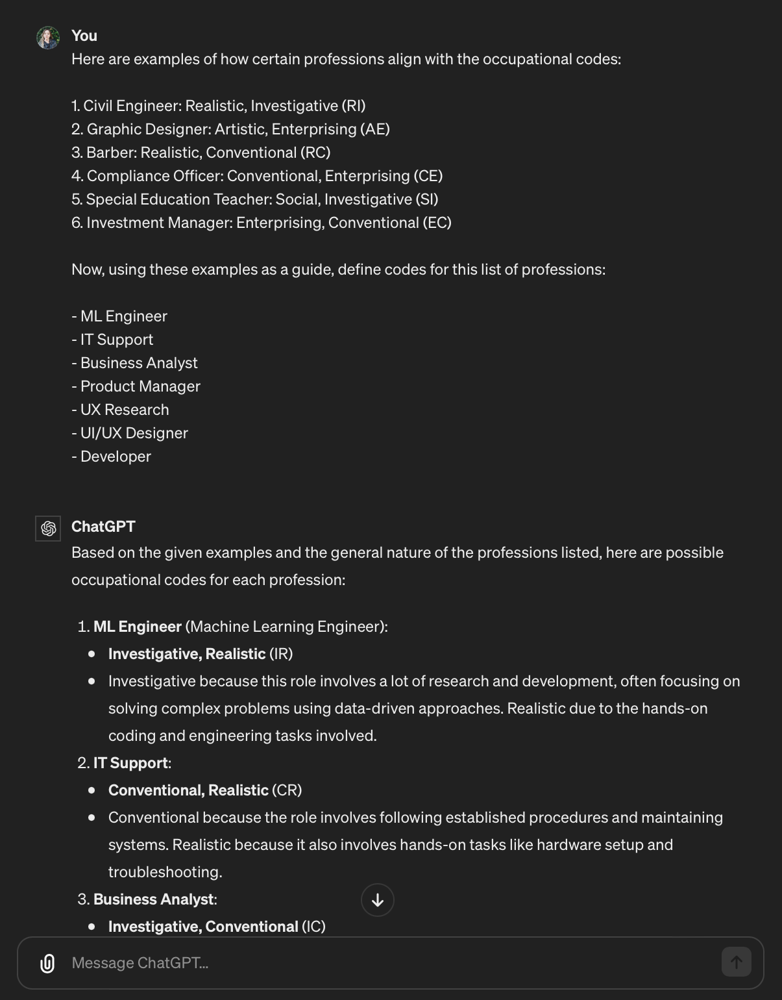 You
Here are examples of how certain professions align with the occupational codes:
1. Civil Engineer: Realistic, Investigative (RI)
2. Graphic Designer: Artistic, Enterprising (AE)
3. Barber: Realistic, Conventional (RC)
4. Compliance Officer: Conventional, Enterprising (CE)
5. Special Education Teacher: Social, Investigative (SI)
6. Investment Manager: Enterprising, Conventional (EC)
Now, using these examples as a guide, define codes for this list of professions:
- ML Engineer
- IT Support
- Business Analyst
- Product Manager
- UX Research
- UI/UX Designer
- Developer
ChatGPT
Based on the given examples and the general nature of the professions listed, here are possible
occupational codes for each profession:
1. ML Engineer (Machine Learning Engineer):
• Investigative, Realistic (IR)
• Investigative because this role involves a lot of research and development, often focusing on
solving complex problems using data-driven approaches. Realistic due to the hands-on
coding and engineering tasks involved.
2. IT Support:
• Conventional, Realistic (CR)
• Conventional because the role involves following established procedures and maintaining
systems. Realistic because it also involves hands-on tasks like hardware setup and
troubleshooting.
3. Business Analyst:
• Investigative, Conventional (IC)
Message ChatGPT...